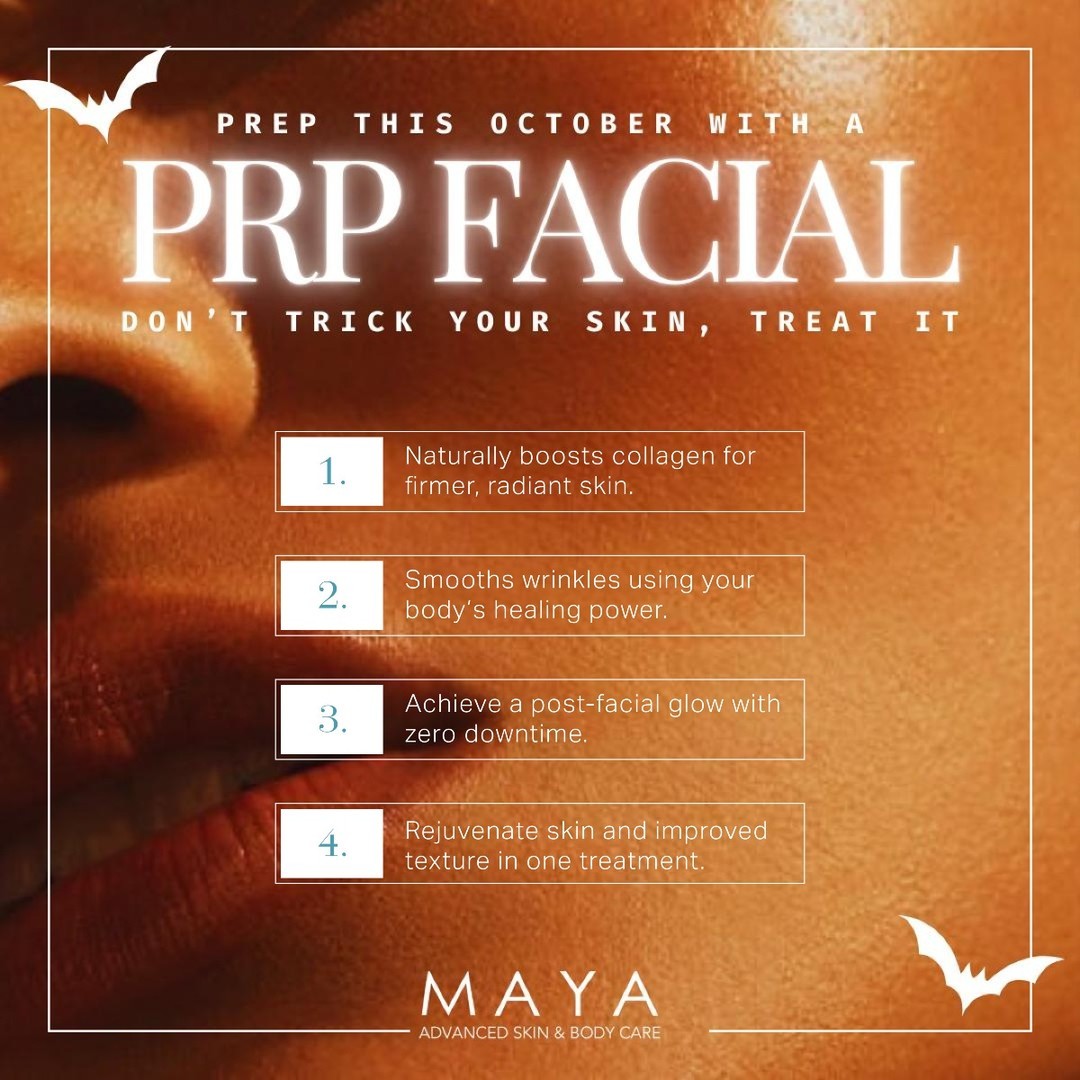 PREP THIS OCTOBER WITH A
PRP FACIAL
DON'T TRICK YOUR SKIN, TREAT IT
1.
Naturally boosts collagen for
firmer, radiant skin.
2.
Smooths wrinkles using your
body's healing power.
3.
Achieve a post-facial glow with
zero downtime.
4.
Rejuvenate skin and improved
texture in one treatment.
MAYA
ADVANCED SKIN & BODY CARE